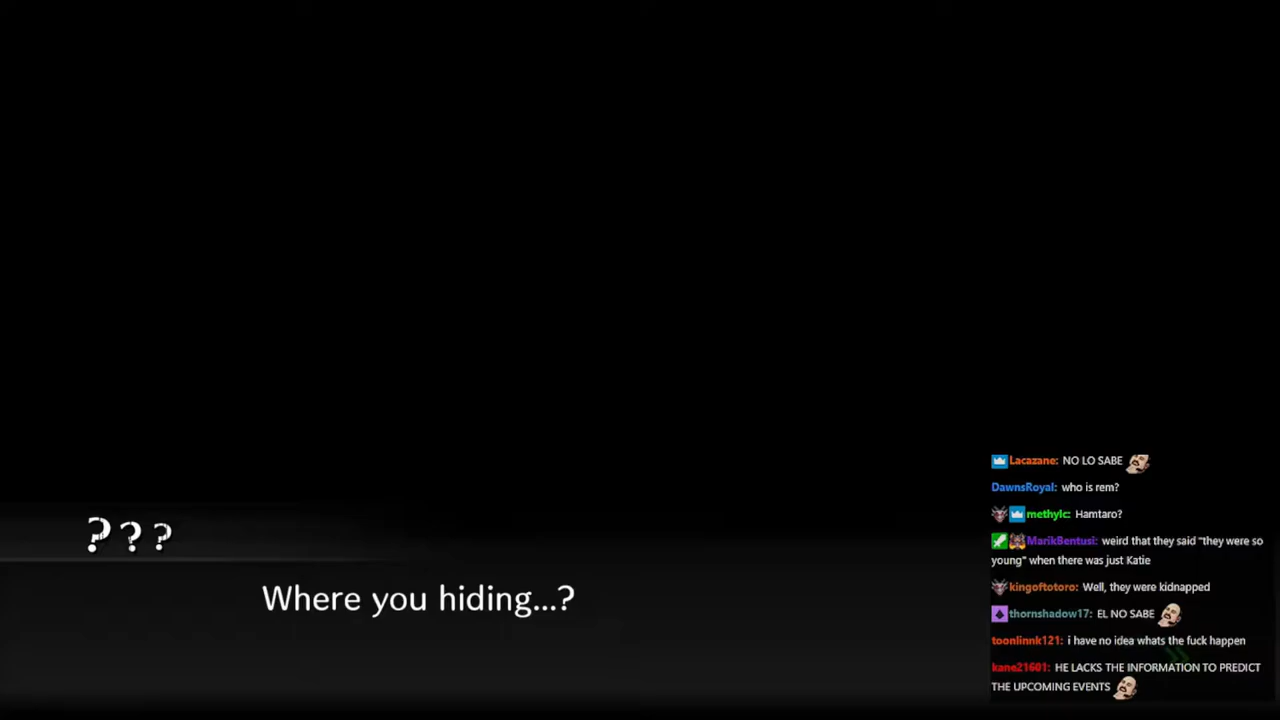 ???
Where you hiding...?
Lacazane: NO LO SABE
DawnsRoyal: who is rem?
methylc: Hamtaro?
MarikBentusi: weird that they said "they were so
young" when there was just Katie
kingoftotoro: Well, they were kidnapped
thornshadow17: EL NO SABE
toonlinnk121: i have no idea whats the fuck happen
kane21601: HE LACKS THE INFORMATION TO PREDICT
THE UPCOMING EVENTS